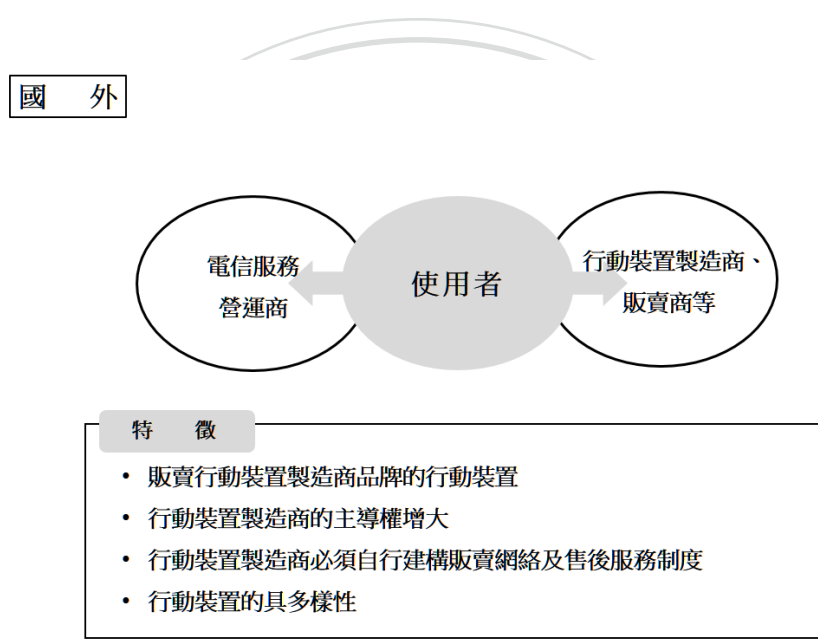 國 外
電信服務
營運商
使用者
行動裝置製造商、
販賣商等
特 徵
• 販賣行動裝置製造商品牌的行動裝置
• 行動裝置製造商的主導權增大
• 行動裝置製造商必須自行建構販賣網絡及售後服務制度
• 行動裝置的具多樣性